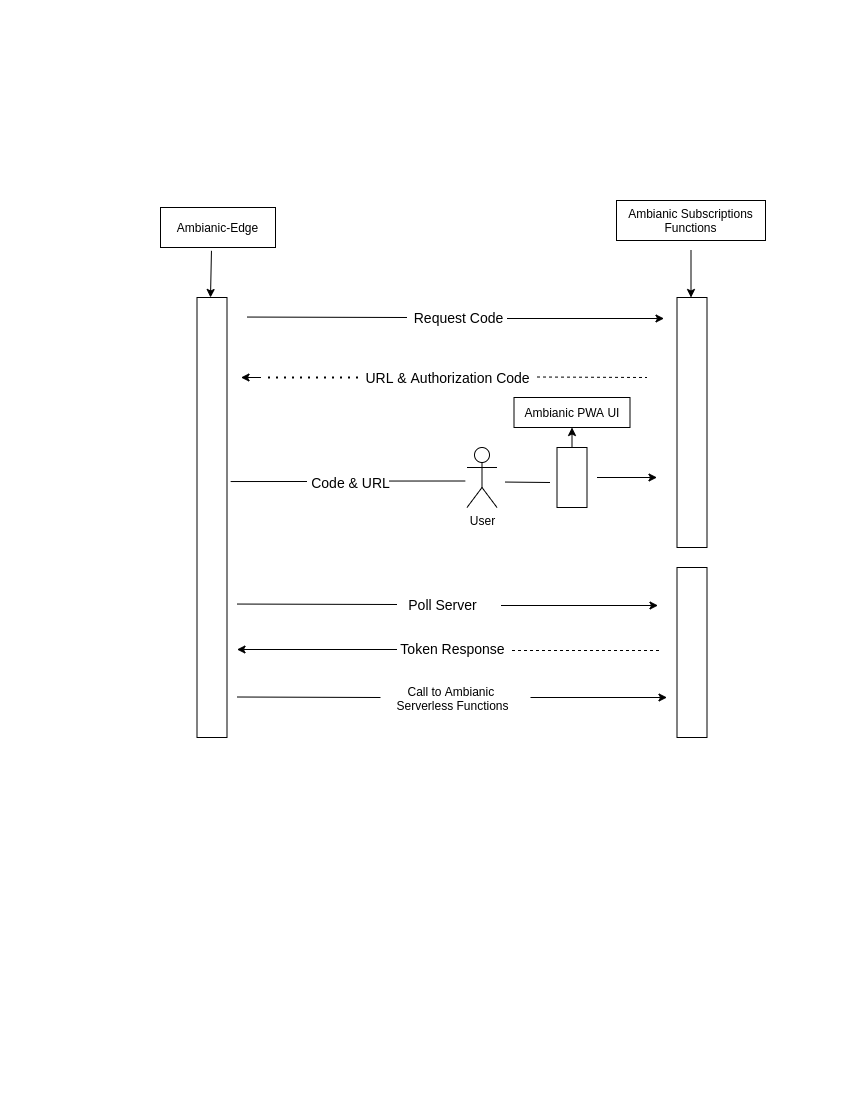 Ambianic-Edge
Ambianic Subscriptions
Functions
Request Code
URL & Authorization Code
Ambianic PWA UI
Code & URL
User
Poll Server
Token Response
Call to Ambianic
Serverless Functions